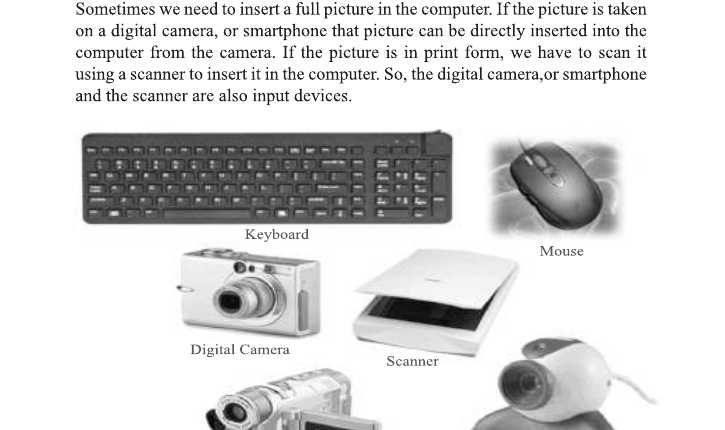 Sometimes we need to insert a full picture in the computer. If the picture is taken
on a digital camera, or smartphone that picture can be directly inserted into the
computer from the camera. If the picture is in print form, we have to scan it
using a scanner to insert it in the computer. So, the digital camera,or smartphone
and the scanner are also input devices.
Keyboard
Mouse
Digital Camera
Scanner